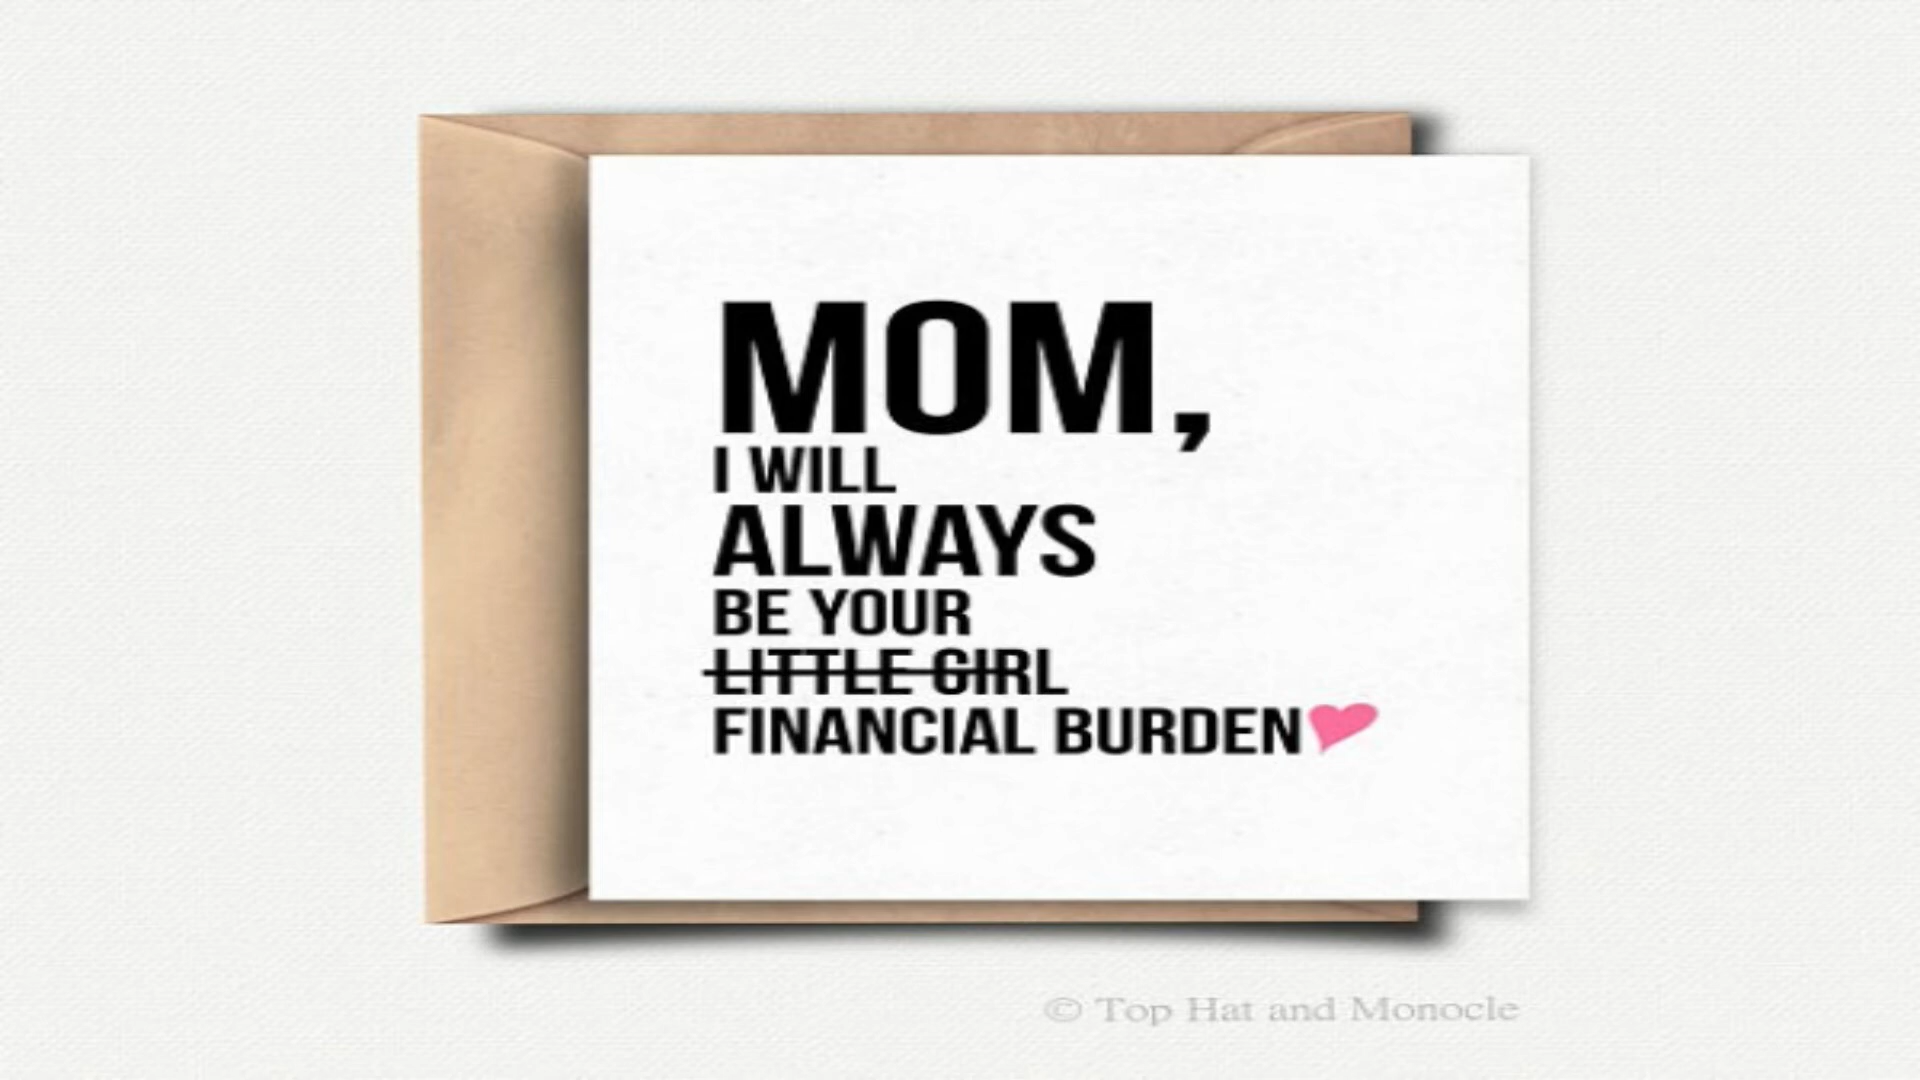 MOM,
I WILL
ALWAYS
BE YOUR
LITTLE GIRL
FINANCIAL BURDEN
© Top Hat and Monocle